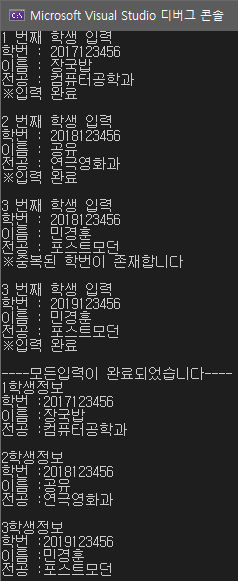 Microsoft Visual Studio 디버그 콘솔
1 번째 학생 입력
학번 : 2017123456
이름 : 장국밥
전공 : 컴퓨터공학과
※입력 완료
2 번째 학생 입력
학번 : 2018123456
이름 : 공유
전공 : 연극영화과
※입력 완료
3 번째 학생 입력
학번 : 2018123456
이름 : 민경훈
전공 : 포스트모던
※중복된 학번이 존재합니다
3 번째 학생 입력
학번 : 2019123456
이름 : 민경훈
전공 : 포스트모던
※입력 완료
----모든입력이 완료되었습니다----
1학생정보
학번 :2017123456
이름 :장국밥
전공 :컴퓨터공학과
2학생정보
학번 :2018123456
이름 :공유
전공 :연극영화과
3학생정보
학번 :2019123456
이름 :민경훈
전공 :포스트모던